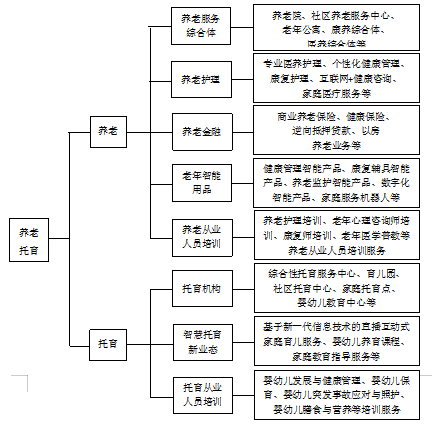 养老服务
综合体
养老院、社区养老服务中心、
老年公寓、康养综合体、
医养综合体等
养老护理
专业医养护理、个性化健康管理、
康复护理、互联网+健康咨询、
家庭医疗服务等
养老
养老金融
商业养老保险、健康保险、
逆向抵押贷款、以房
养老业务等
老年智能
用品
健康管理智能产品、康复辅具智能
产品、养老监护智能产品、数字化
智能产品、家庭服务机器人等
养老从业
人员培训
养老护理培训、老年心理咨询师培
训、康复师培训、老年医学普教等
养老从业人员培训服务
养老
托育
托育机构
综合性托育服务中心、育儿园、
社区托育中心、家庭托育点、
婴幼儿教育中心等
托育
智慧托育
新业态
基于新一代信息技术的直播互动式
家庭育儿服务、婴幼儿养育课程、
家庭教育指导服务等
托育从业
人员培训
婴幼儿发展与健康管理、婴幼儿保
育、婴幼儿突发事故应对与照护、
婴幼儿膳食与营养等培训服务